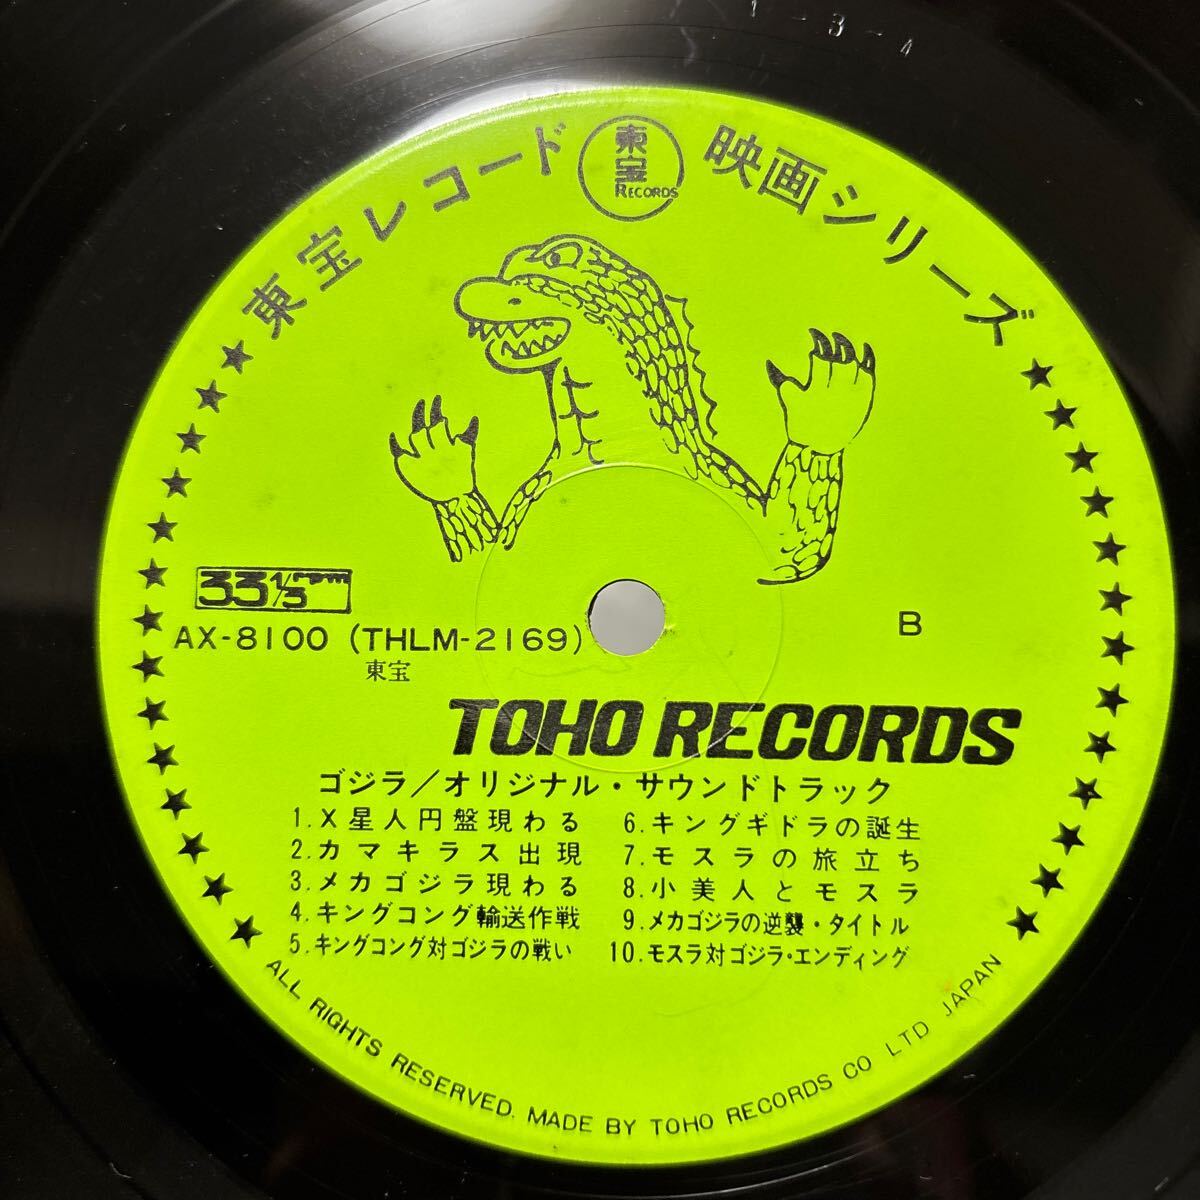 1-3-A
東宝レコード 東宝 RECORDS 映画シリーズ
33 1/3 rpm
AX-8100 (THLM-2169)
東宝
B
TOHO RECORDS
ゴジラ/オリジナル・サウンドトラック
1. X星人円盤現わる
2. カマキラス出現
3. メカゴジラ現わる
4. キングコング輸送作戦
5. キングコング対ゴジラの戦い
6. キングギドラの誕生
7. モスラの旅立ち
8. 小美人とモスラ
9. メカゴジラの逆襲・タイトル
10. モスラ対ゴジラ・エンディング
ALL RIGHTS RESERVED. MADE BY TOHO RECORDS CO LTD JAPAN